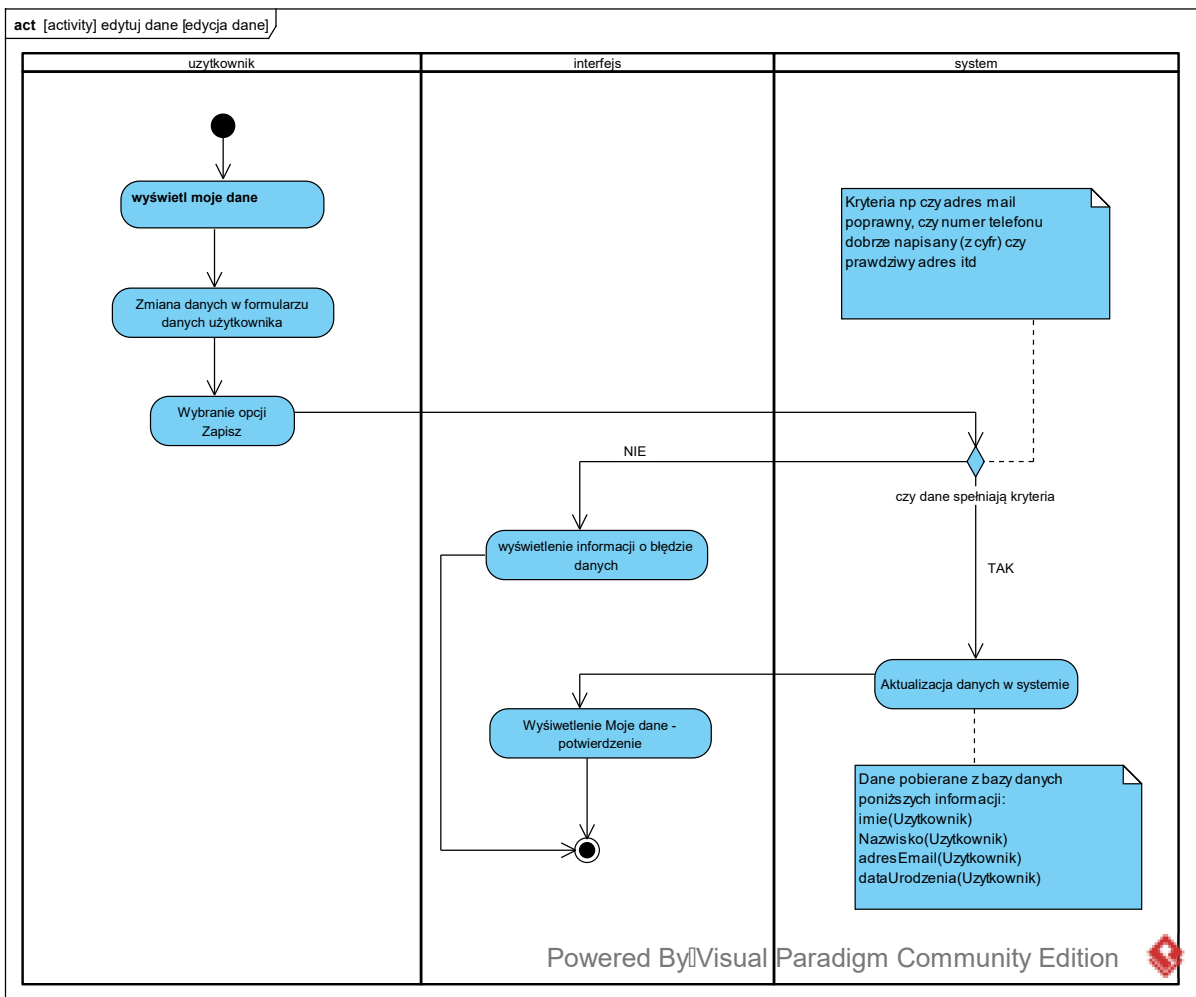 act [activity] edytuj dane [edycja dane]
uzytkownik
interfejs
system
wyświetl moje dane
Kryteria np czy adres mail
poprawny, czy numer telefonu
dobrze napisany (z cyfr) czy
prawdziwy adres itd
Zmiana danych w formularzu
danych użytkownika
Wybranie opcji
Zapisz
NIE
czy dane spełniają kryteria
wyświetlenie informacji o błędzie
danych
TAK
Aktualizacja danych w systemie
Wyśiwetlenie Moje dane -
potwierdzenie
Dane pobierane z bazy danych
poniższych informacji:
imie(Uzytkownik)
Nazwisko(Uzytkownik)
adresEmail(Uzytkownik)
dataUrodzenia(Uzytkownik)
Powered By▯Visual Paradigm Community Edition